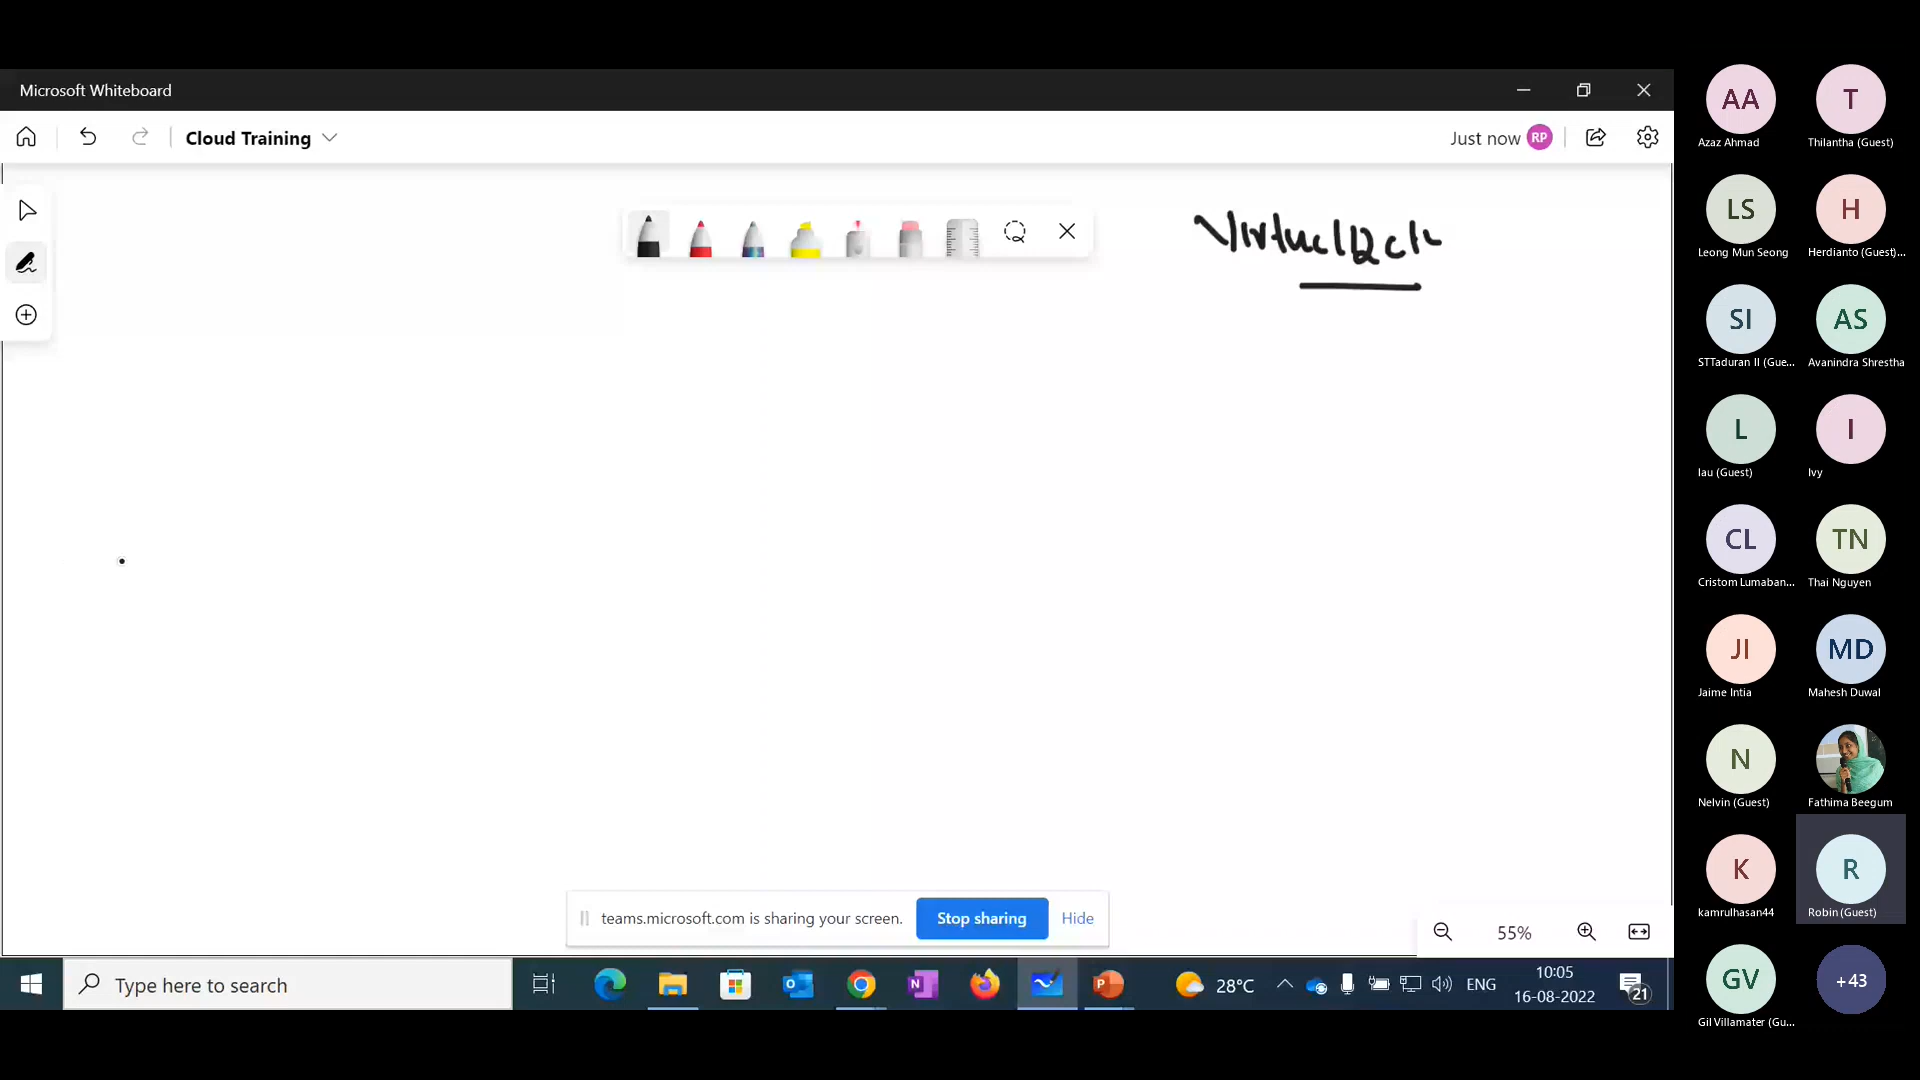 Microsoft Whiteboard
Cloud Training
Just now RP
teams.microsoft.com is sharing your screen. Stop sharing Hide
55%
Type here to search
N
P
28°C
ENG
10:05
16-08-2022
21
AA
Azaz Ahmad
T
Thilantha (Guest)
LS
Leong Mun Seong
H
Herdianto (Guest)...
SI
STTaduran II (Gue...
AS
Avanindra Shrestha
L
lau (Guest)
I
Ivy
CL
Cristom Lumaban...
TN
Thai Nguyen
JI
Jaime Intia
MD
Mahesh Duwal
N
Nelvin (Guest)
Fathima Beegum
K
kamrulhasan44
R
Robin (Guest)
GV
Gil Villamater (Gu...
+43